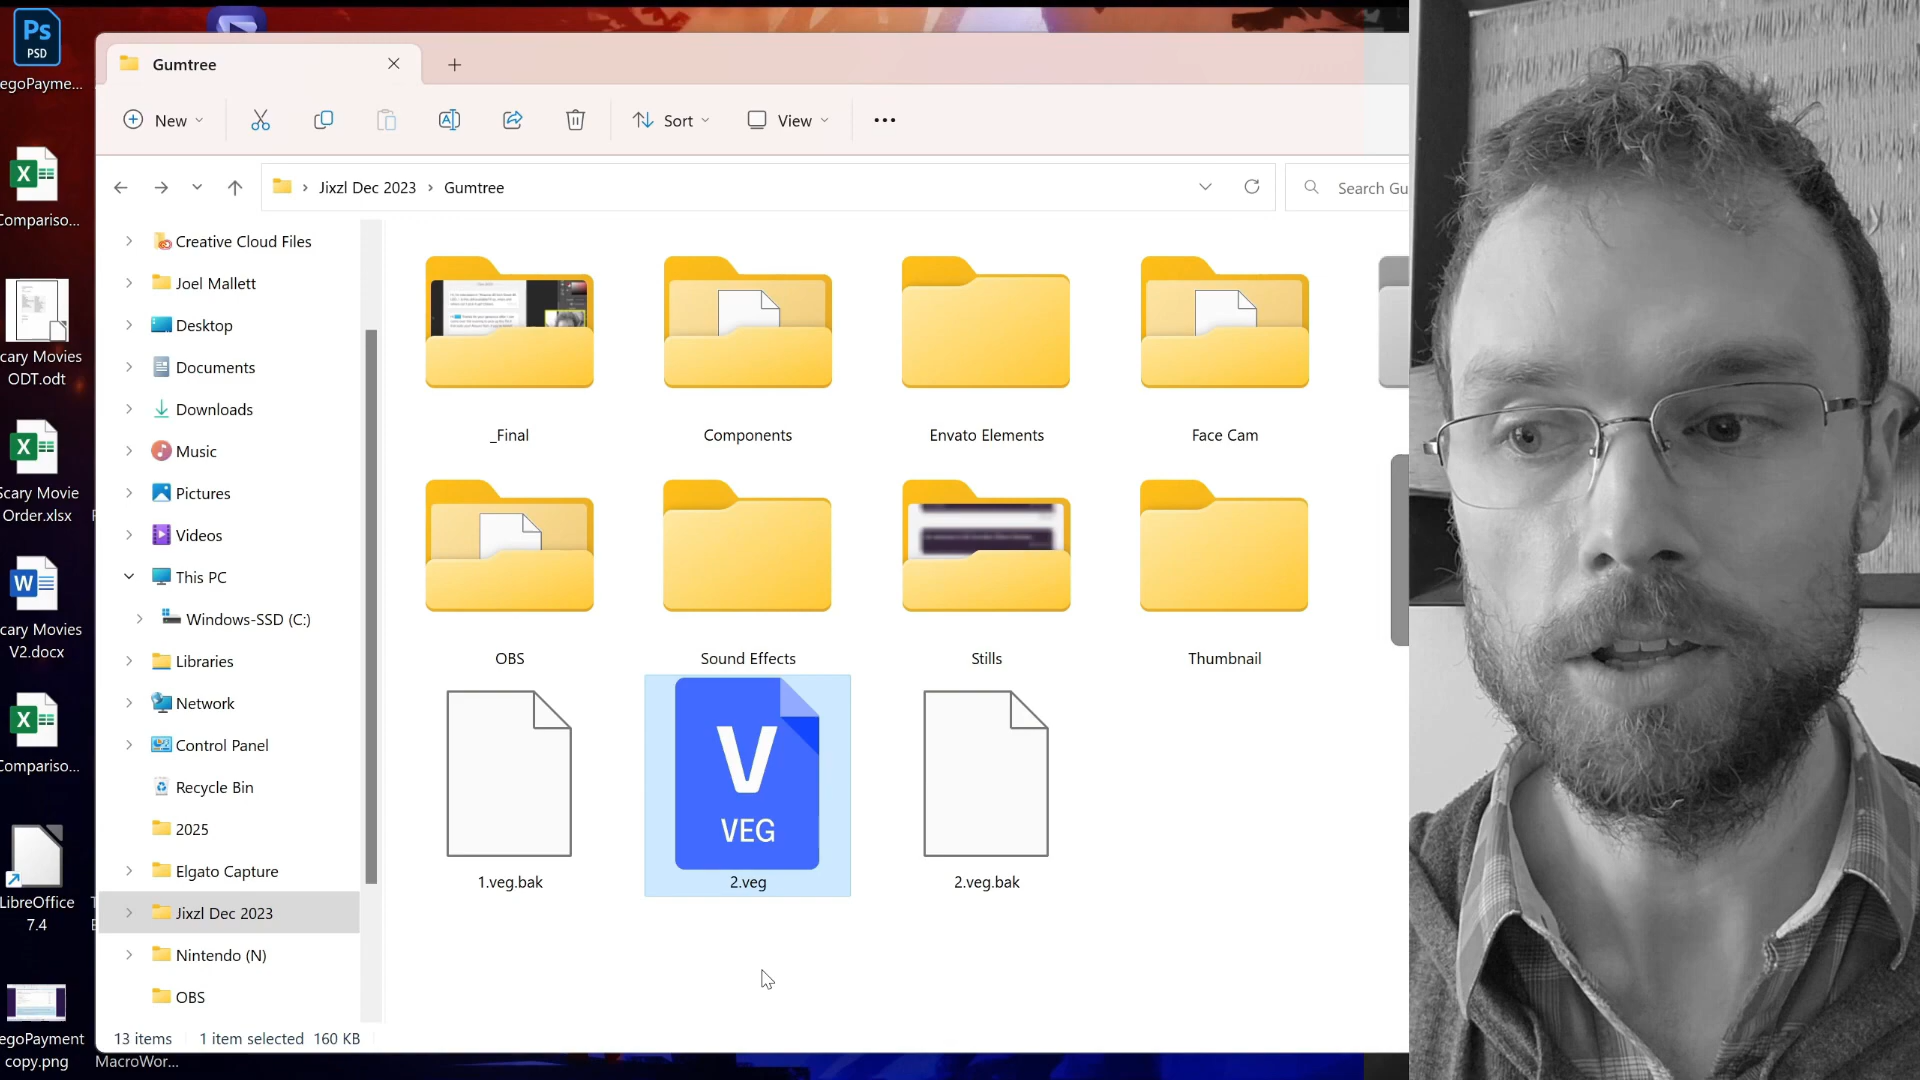 Ps
PSD
egoPayme...
Compariso...
cary Movies
ODT.odt
Scary Movie
Order.xlsx
W
cary Movies
V2.docx
Compariso...
LibreOffice
7.4
egoPayment
copy.png
MacroWor...
Gumtree
New
Sort
View
Jixzl Dec 2023 > Gumtree
Search Gu
Creative Cloud Files
Joel Mallett
Desktop
Documents
Downloads
Music
Pictures
Videos
This PC
Windows-SSD (C:)
Libraries
Network
Control Panel
Recycle Bin
2025
Elgato Capture
Jixzl Dec 2023
Nintendo (N)
OBS
_Final
Components
Envato Elements
Face Cam
OBS
Sound Effects
Stills
Thumbnail
1.veg.bak
V
VEG
2.veg
2.veg.bak
13 items
1 item selected 160 KB